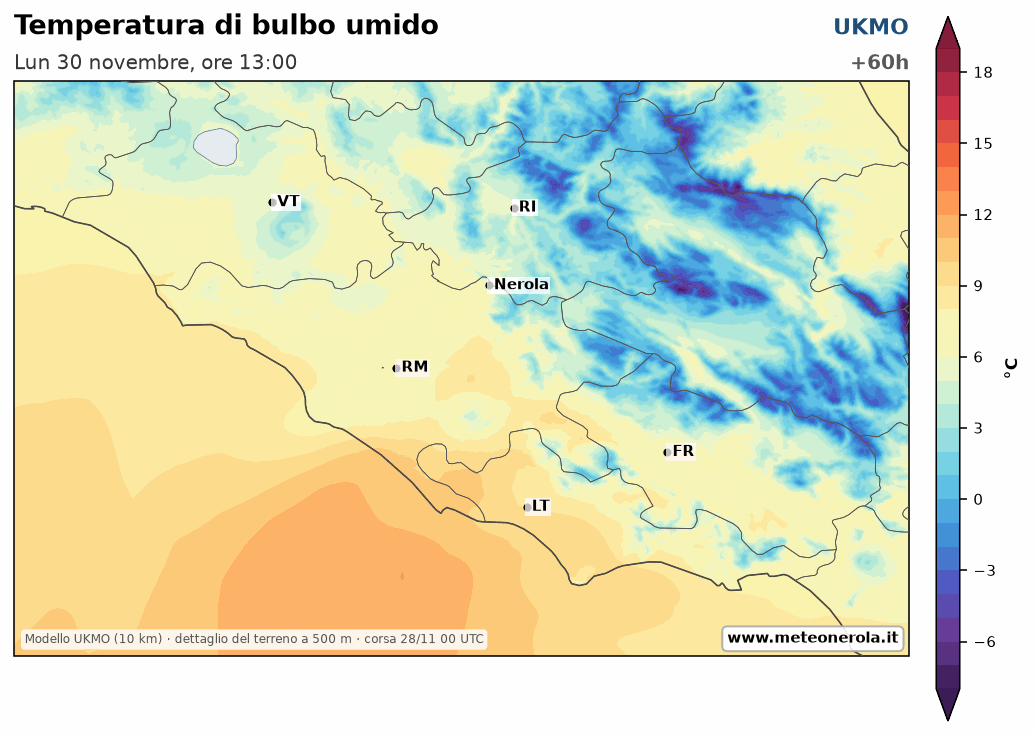 Temperatura di bulbo umido
UKMO
Lun 30 novembre, ore 13:00
+60h
VT
RI
Nerola
RM
FR
LT
18
15
12
9
6
3
0
−3
−6
°C
Modello UKMO (10 km) · dettaglio del terreno a 500 m · corsa 28/11 00 UTC
www.meteonerola.it